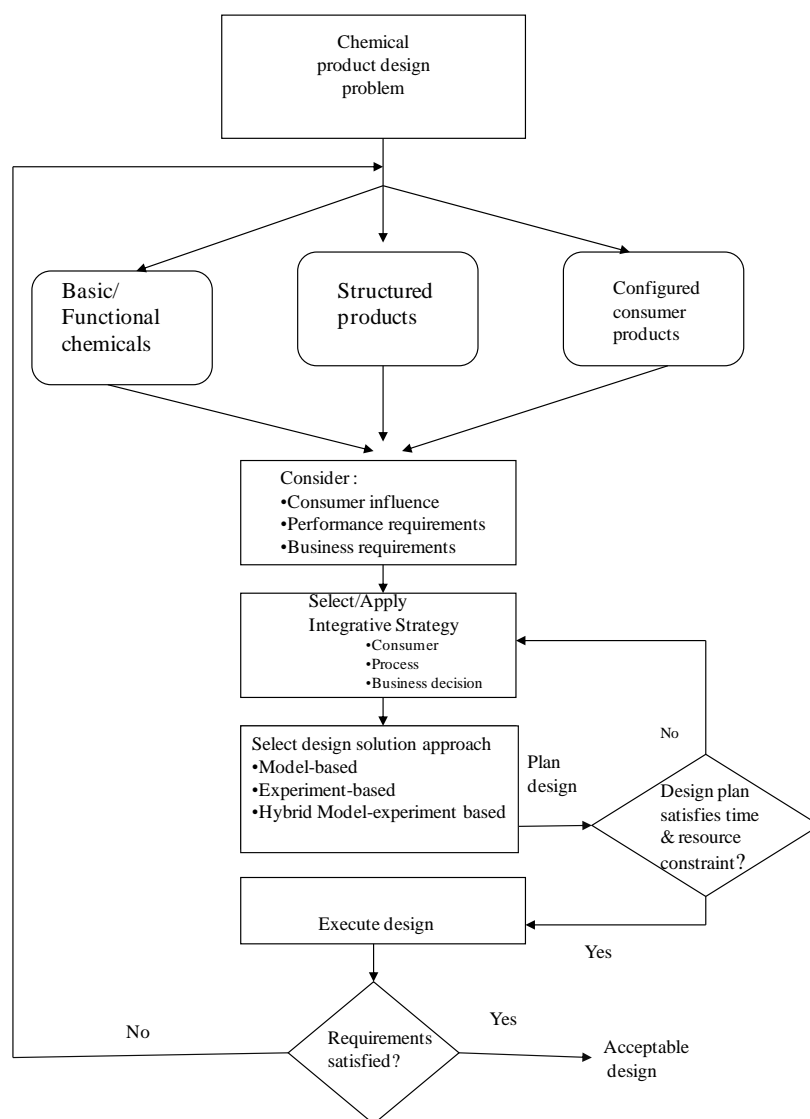 Chemical
product design
problem
Basic/
Functional
chemicals
Structured
products
Configured
consumer
products
Consider :
•Consumer influence
•Performance requirements
•Business requirements
Select/Apply
Integrative Strategy
•Consumer
•Process
•Business decision
Select design solution approach
•Model-based
•Experiment-based
•Hybrid Model-experiment based
Plan
design
No
Design plan
satisfies time
& resource
constraint?
Execute design
Yes
No
Requirements
satisfied?
Yes
Acceptable
design